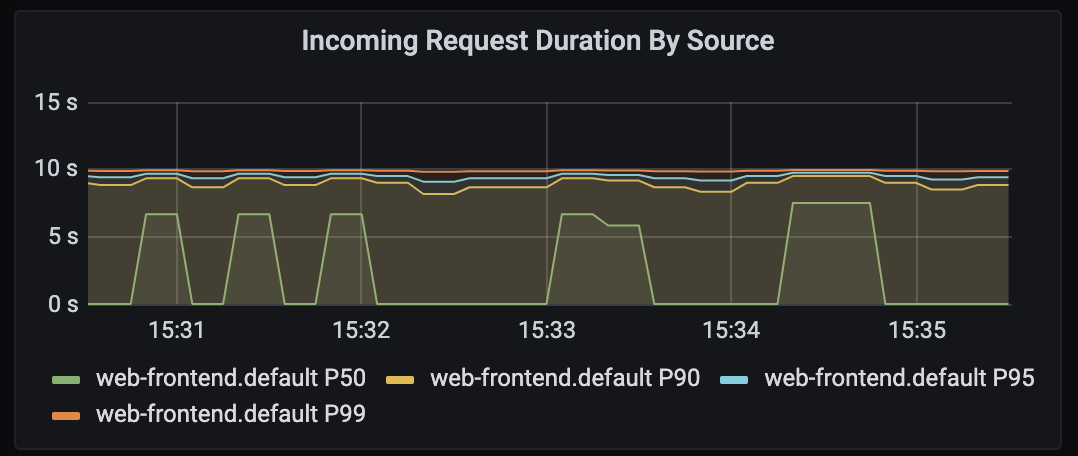 Incoming Request Duration By Source
15 s
10 s
5 s
0 s
15:31 15:32 15:33 15:34 15:35
web-frontend.default P50 web-frontend.default P90 web-frontend.default P95
web-frontend.default P99